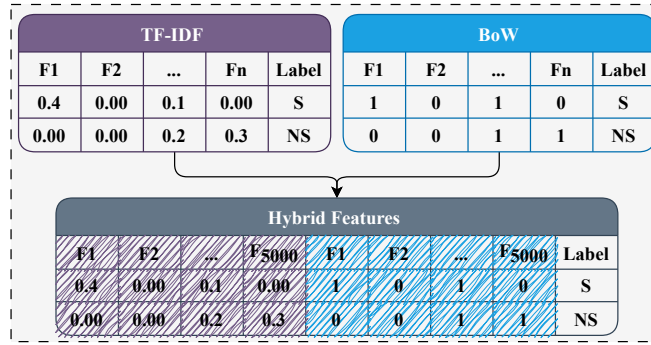 TF-IDF
F1 F2 ... Fn Label
0.4 0.00 0.1 0.00 S
0.00 0.00 0.2 0.3 NS
BoW
F1 F2 ... Fn Label
1 0 1 0 S
0 0 1 1 NS
Hybrid Features
F1 F2 ... F5000 F1 F2 ... F5000 Label
0.4 0.00 0.1 0.00 1 0 1 0 S
0.00 0.00 0.2 0.3 0 0 1 1 NS